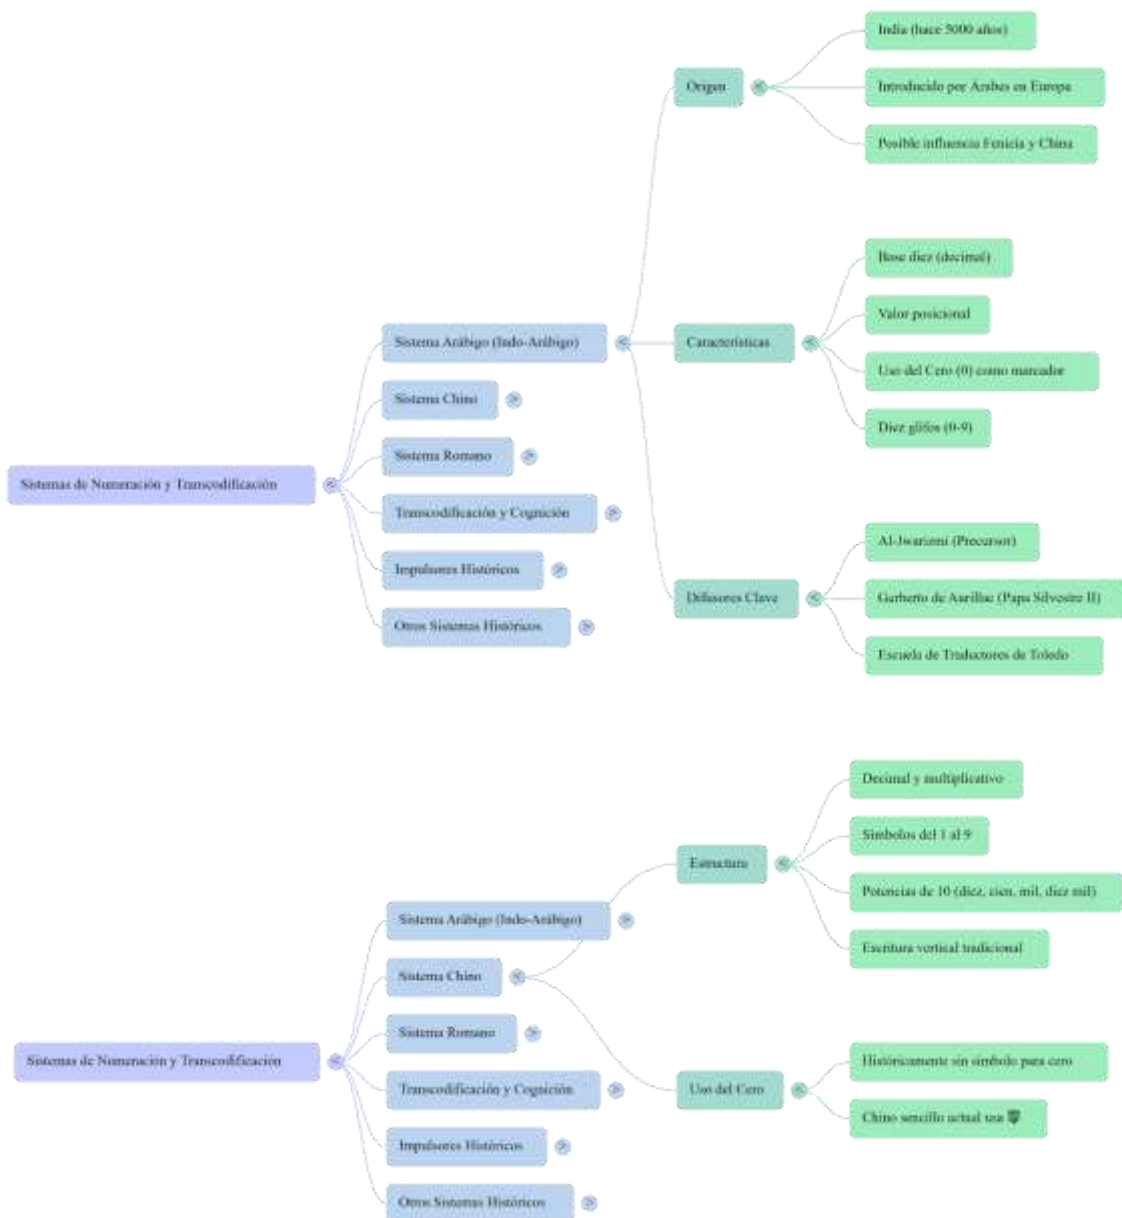 India (hace 5000 años)
Origen
Introducido por Árabes en Europa
Posible influencia Fenicia y China
Base diez (decimal)
Valor posicional
Sistema Arábigo (Indo-Arábigo)
Características
Uso del Cero (0) como marcador
Sistema Chino
Diez glifos (0-9)
Sistema Romano
Sistemas de Numeración y Transcodificación
Transcodificación y Cognición
Al-Jwarizmi (Precursor)
Impulsores Históricos
Difusores Clave
Gerberto de Aurillac (Papa Silvestre II)
Otros Sistemas Históricos
Escuela de Traductores de Toledo
Decimal y multiplicativo
Símbolos del 1 al 9
Estructura
Potencias de 10 (diez, cien, mil, diez mil)
Sistema Arábigo (Indo-Arábigo)
Escritura vertical tradicional
Sistema Chino
Sistema Romano
Sistemas de Numeración y Transcodificación
Históricamente sin símbolo para cero
Transcodificación y Cognición
Uso del Cero
Chino sencillo actual usa
Impulsores Históricos
Otros Sistemas Históricos